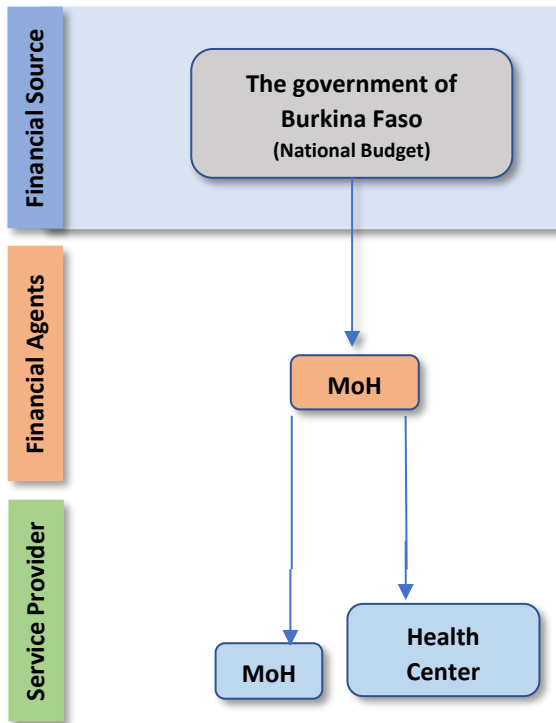 Financial Source
The government of
Burkina Faso
(National Budget)
Financial Agents
MoH
Service Provider
MoH
Health
Center